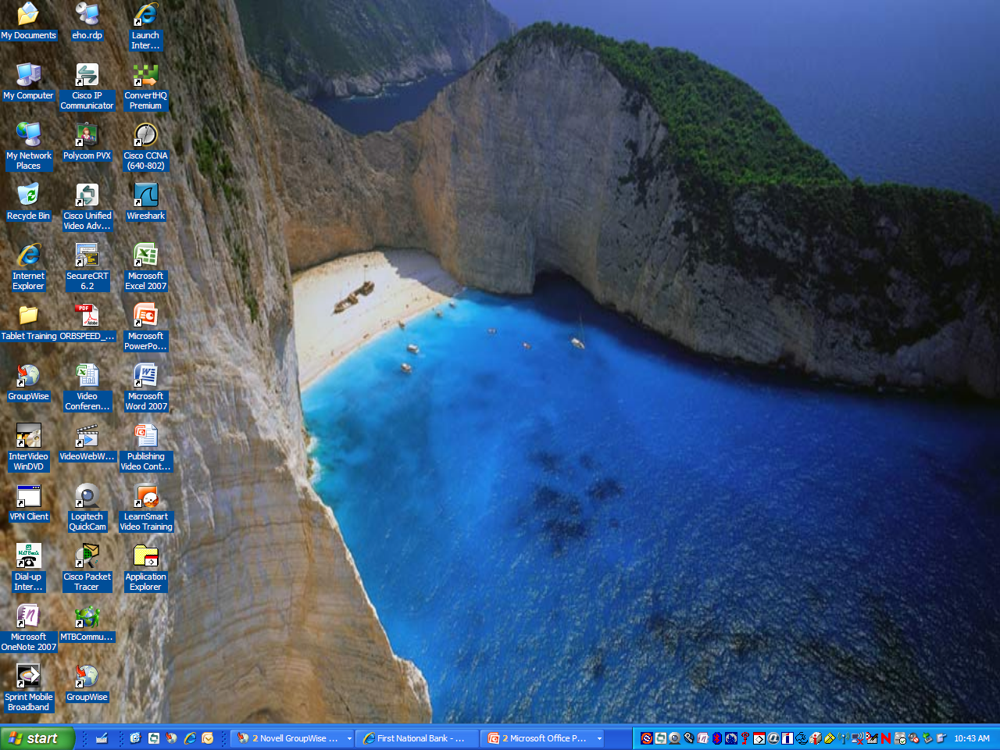 My Documents
eho.rdp
Launch
Inter...
My Computer
Cisco IP
Communicator
ConvertHQ
Premium
My Network
Places
Polycom PVX
Cisco CCNA
(640-802)
Recycle Bin
Cisco Unified
Video Adv...
Wireshark
Internet
Explorer
SecureCRT
6.2
Microsoft
Excel 2007
Tablet Training
PDF
Adobe
ORBSPEED_...
Microsoft
PowerPo...
GroupWise
Video
Conferen...
Microsoft
Word 2007
InterVideo
WinDVD
VideoWebW...
Publishing
Video Cont...
VPN Client
Logitech
QuickCam
LearnSmart
Video Training
Dial-up
Inter...
Cisco Packet
Tracer
Application
Explorer
Microsoft
OneNote 2007
MTBCommu...
Sprint Mobile
Broadband
GroupWise
start
2 Novell GroupWise ...
First National Bank - ...
2 Microsoft Office P...
10:43 AM